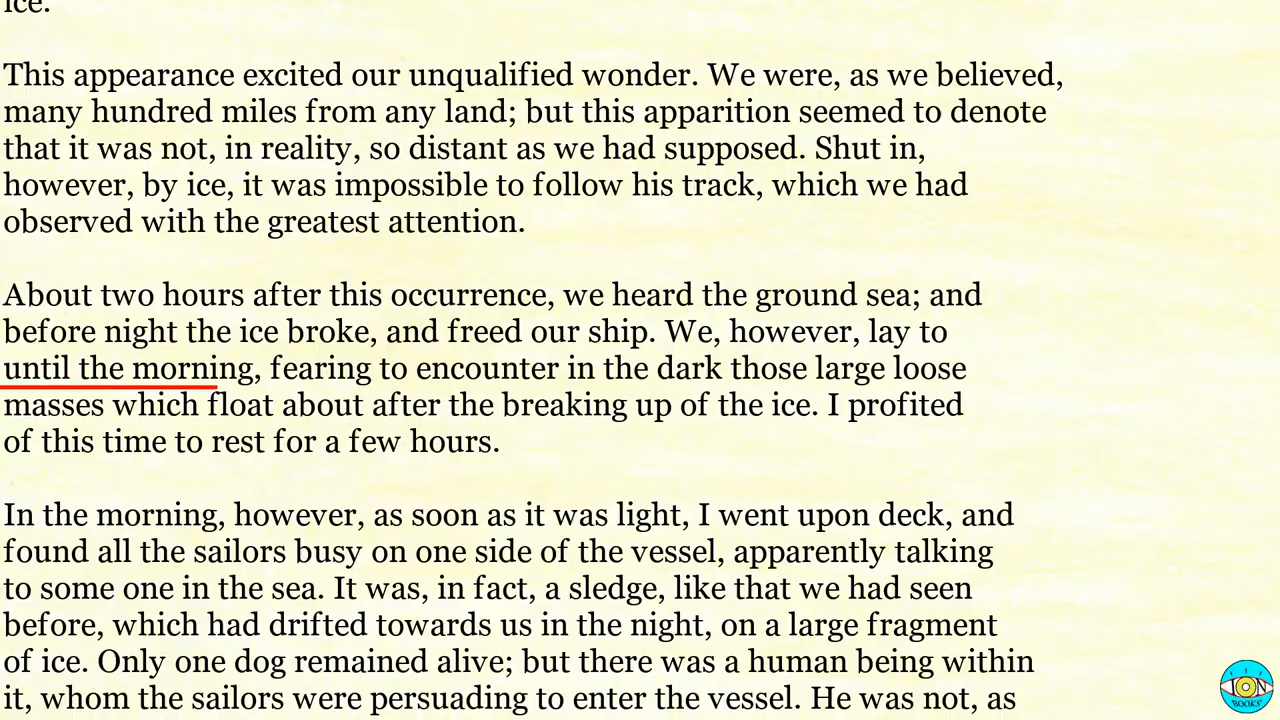 ice.
This appearance excited our unqualified wonder. We were, as we believed,
many hundred miles from any land; but this apparition seemed to denote
that it was not, in reality, so distant as we had supposed. Shut in,
however, by ice, it was impossible to follow his track, which we had
observed with the greatest attention.
About two hours after this occurrence, we heard the ground sea; and
before night the ice broke, and freed our ship. We, however, lay to
until the morning, fearing to encounter in the dark those large loose
masses which float about after the breaking up of the ice. I profited
of this time to rest for a few hours.
In the morning, however, as soon as it was light, I went upon deck, and
found all the sailors busy on one side of the vessel, apparently talking
to some one in the sea. It was, in fact, a sledge, like that we had seen
before, which had drifted towards us in the night, on a large fragment
of ice. Only one dog remained alive; but there was a human being within
it, whom the sailors were persuading to enter the vessel. He was not, as
ION
BOOKS